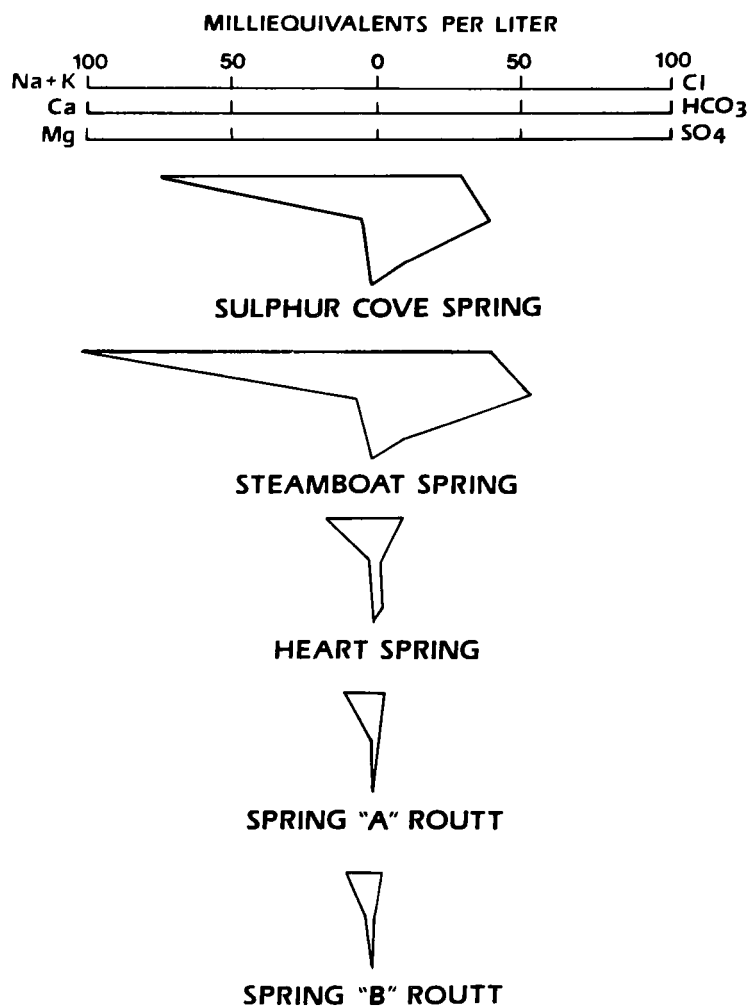 MILLIEQUIVALENTS PER LITER
100 50 0 50 100
Na+K Cl
Ca HCO3
Mg SO4
SULPHUR COVE SPRING
STEAMBOAT SPRING
HEART SPRING
SPRING "A" ROUTT
SPRING "B" ROUTT